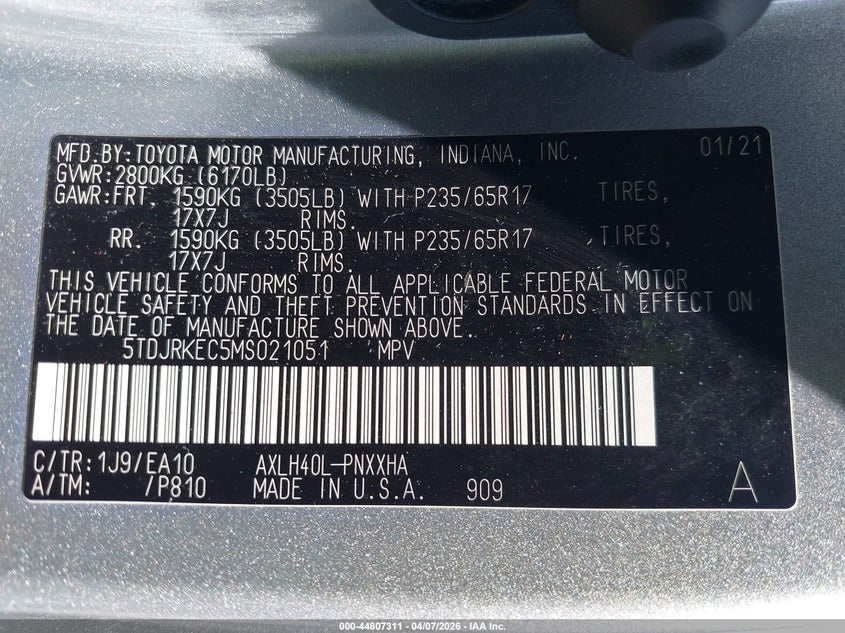 MFD.BY:TOYOTA MOTOR MANUFACTURING, INDIANA, INC. 01/21
GVWR:2800KG (6170LB)
GAWR:FRT. 1590KG (3505LB) WITH P235/65R17 TIRES,
17X7J RIMS.
RR. 1590KG (3505LB) WITH P235/65R17 TIRES,
17X7J RIMS.
THIS VEHICLE CONFORMS TO ALL APPLICABLE FEDERAL MOTOR
VEHICLE SAFETY AND THEFT PREVENTION STANDARDS IN EFFECT ON
THE DATE OF MANUFACTURE SHOWN ABOVE.
5TDJRKEC5MS021051 MPV
C/TR:1J9/EA10 AXLH40L-PNXXHA
A/TM: /P810 MADE IN U.S.A. 909 A
000-44807311 - 04/07/2026 - IAA Inc.